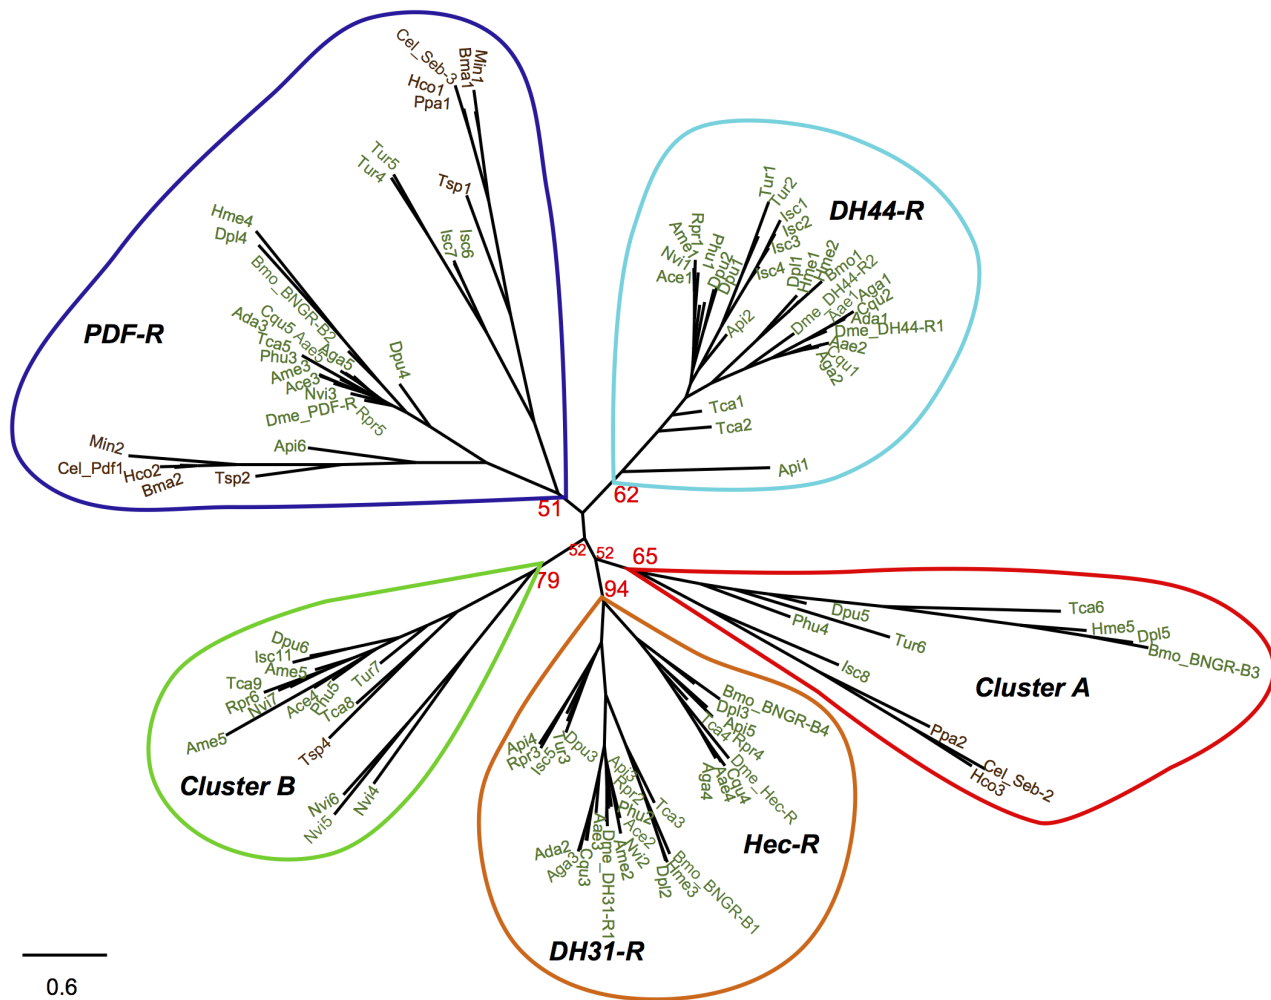 Cel_Seb-3
Hco1
Ppa1
Bma1
Min1
Tur5
Tur4
Tsp1
Isc6
Isc7
Hme4
Dpl4
Bmo_BNGR-B2
Cqu5
Ada3
Aae5
Tca5
Aga5
Phu3
Ame3
Ace3
Nvi3
Dme_PDF-R
Rpr5
Dpu4
Api6
Min2
Cel_Pdf1
Hco2
Bma2
Tsp2
PDF-R
51
DH44-R
Tur1
Tur2
Isc1
Isc2
Isc3
Isc4
Rpr1
Ame1
Nvi1
Ace1
Phu1
Dpu2
Dpu1
Api2
Dpl1
Hme1
Hme2
Bmo1
Dme_DH44-R2
Aae1
Aga1
Cqu2
Ada1
Dme_DH44-R1
Aae2
Cqu1
Aga2
Tca1
Tca2
Api1
62
52
52
65
79
94
Dpu5
Phu4
Tur6
Tca6
Hme5
Dpl5
Bmo_BNGR-B3
Isc8
Cluster A
Ppa2
Cel_Seb-2
Hco3
Dpu6
Isc11
Ame5
Tca9
Rpr6
Nvi7
Ace4
Phu5
Tur7
Tca8
Ame5
Tsp4
Cluster B
Nvi6
Nvi5
Nvi4
Api4
Rpr3
Isc5
Tur3
Dpu3
Bmo_BNGR-B4
Dpl3
Api5
Tca4
Rpr4
Dme_Hec-R
Cqu4
Aae4
Aga4
Hec-R
Api3
Rpr2
Phu2
Ace2
Nvi2
Ame2
Dme_DH31-R1
Aae3
Cqu3
Ada2
Aga3
Tca3
Bmo_BNGR-B1
Hme3
Dpl2
DH31-R
0.6